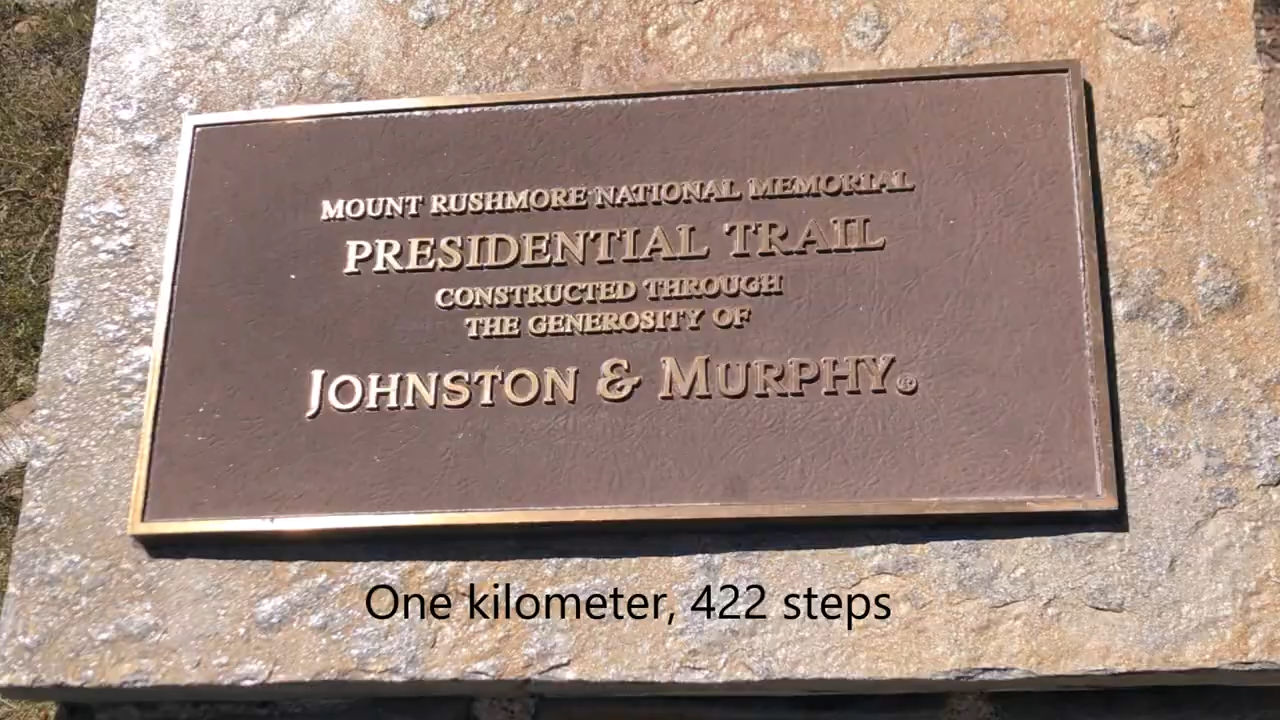 MOUNT RUSHMORE NATIONAL MEMORIAL
PRESIDENTIAL TRAIL
CONSTRUCTED THROUGH
THE GENEROSITY OF
JOHNSTON & MURPHY®
One kilometer, 422 steps